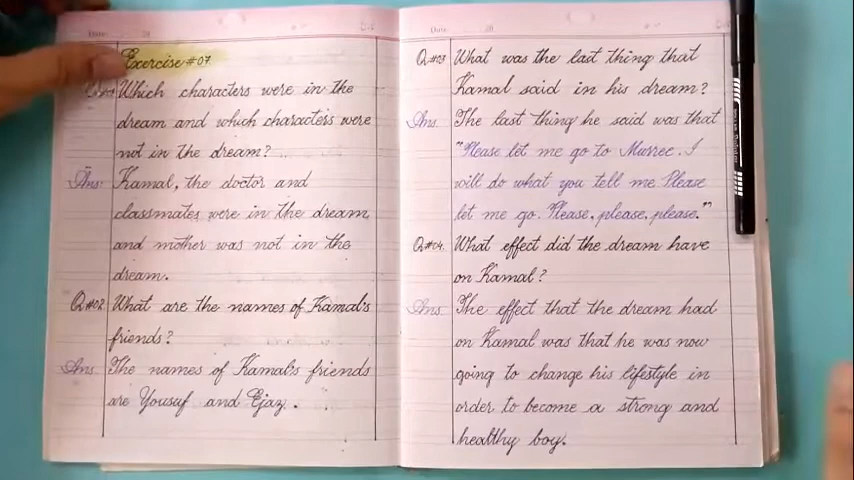 Exercise #07
Which characters were in the
dream and which characters were
not in the dream?
Ans. Kamal, the doctor and
classmates were in the dream
and mother was not in the
dream.
Q#02 What are the names of Kamal's
friends?
Ans. The names of Kamal's friends
are Yousuf and Ejaz.
Q#03 What was the last thing that
Kamal said in his dream?
Ans. The last thing he said was that
"Please let me go to Murree. I
will do what you tell me. Please
let me go. Please, please, please."
Q#04. What effect did the dream have
on Kamal?
Ans. The effect that the dream had
on Kamal was that he was now
going to change his lifestyle in
order to become a strong and
healthy boy.